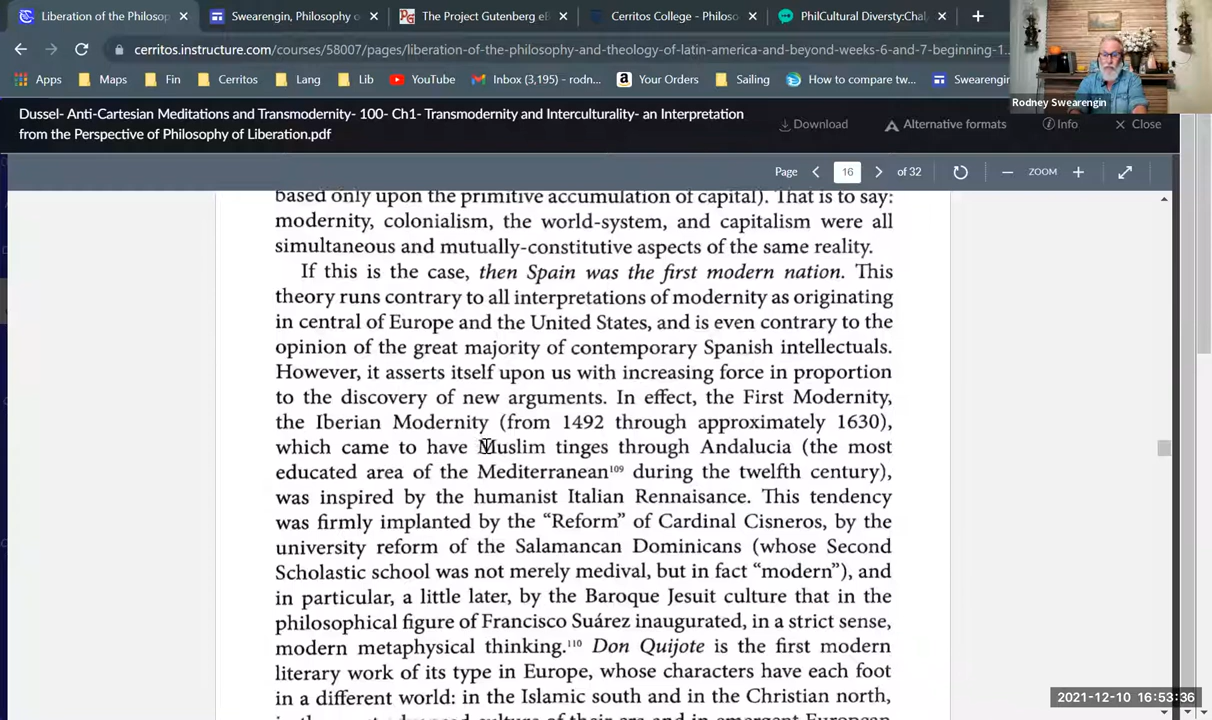 Liberation of the Philosop
Swearengin, Philosophy o
The Project Gutenberg eB
Cerritos College - Philoso
PhilCultural Diversty:Chal
cerritos.instructure.com/courses/58007/pages/liberation-of-the-philosophy-and-theology-of-latin-america-and-beyond-weeks-6-and-7-beginning-1...
Apps Maps Fin Cerritos Lang Lib YouTube Inbox (3,195) - rodn... Your Orders Sailing How to compare tw... Swearengin
Rodney Swearengin
Dussel- Anti-Cartesian Meditations and Transmodernity- 100- Ch1- Transmodernity and Interculturality- an Interpretation
from the Perspective of Philosophy of Liberation.pdf
Download Alternative formats Info Close
Page 16 of 32 ZOOM
based only upon the primitive accumulation of capital). That is to say:
modernity, colonialism, the world-system, and capitalism were all
simultaneous and mutually-constitutive aspects of the same reality.
If this is the case, then Spain was the first modern nation. This
theory runs contrary to all interpretations of modernity as originating
in central of Europe and the United States, and is even contrary to the
opinion of the great majority of contemporary Spanish intellectuals.
However, it asserts itself upon us with increasing force in proportion
to the discovery of new arguments. In effect, the First Modernity,
the Iberian Modernity (from 1492 through approximately 1630),
which came to have Muslim tinges through Andalucia (the most
educated area of the Mediterranean109 during the twelfth century),
was inspired by the humanist Italian Rennaisance. This tendency
was firmly implanted by the “Reform” of Cardinal Cisneros, by the
university reform of the Salamancan Dominicans (whose Second
Scholastic school was not merely medival, but in fact “modern”), and
in particular, a little later, by the Baroque Jesuit culture that in the
philosophical figure of Francisco Suárez inaugurated, in a strict sense,
modern metaphysical thinking.110 Don Quijote is the first modern
literary work of its type in Europe, whose characters have each foot
in a different world: in the Islamic south and in the Christian north,
2021-12-10 16:53:36